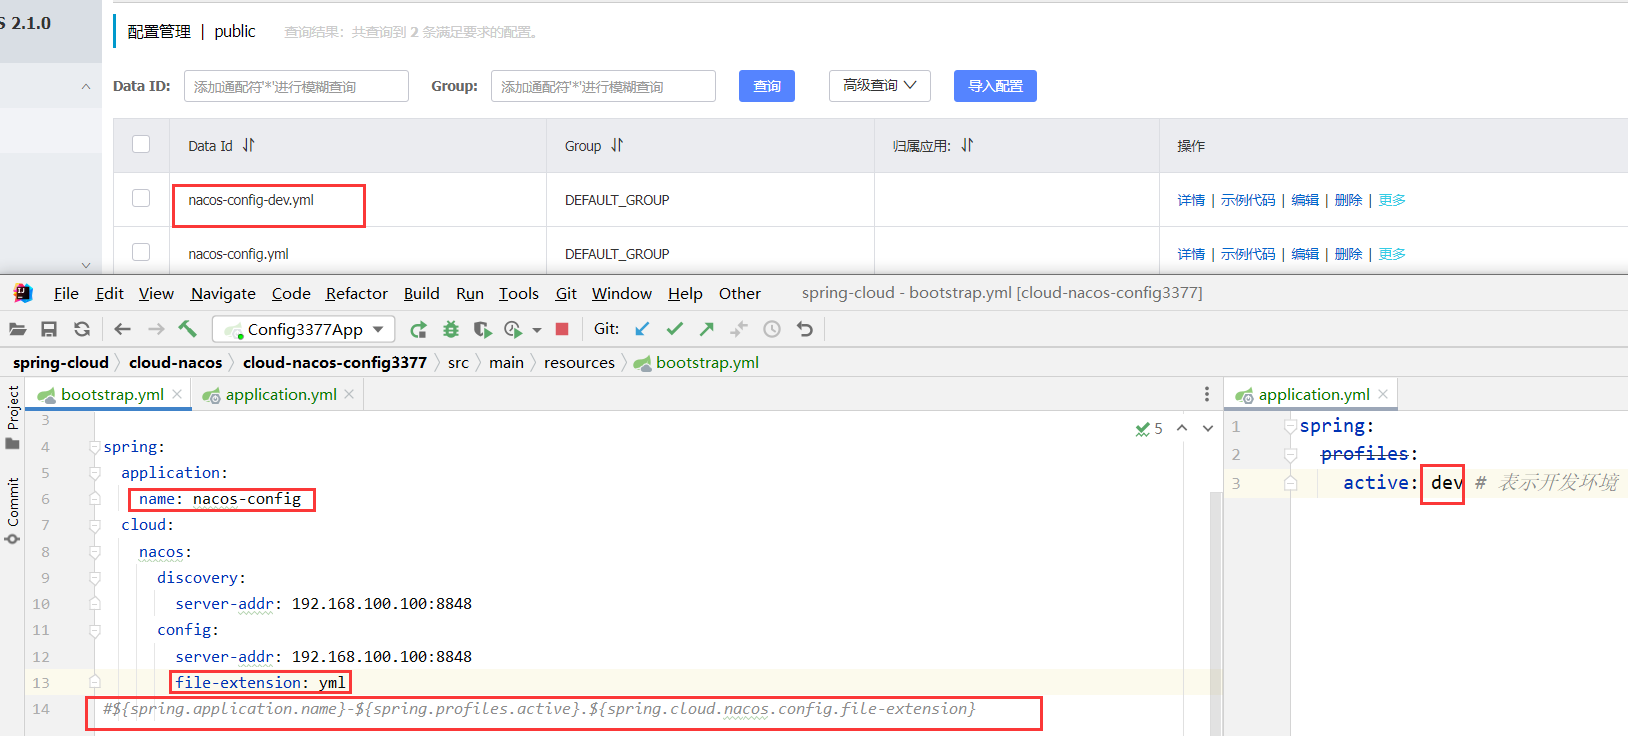 S 2.1.0
配置管理 | public 查询结果：共查询到 2 条满足要求的配置。
Data ID: 添加通配符'*'进行模糊查询 Group: 添加通配符'*'进行模糊查询 查询 高级查询 导入配置
Data Id Group 归属应用: 操作
nacos-config-dev.yml DEFAULT_GROUP 详情 | 示例代码 | 编辑 | 删除 | 更多
nacos-config.yml DEFAULT_GROUP 详情 | 示例代码 | 编辑 | 删除 | 更多
File Edit View Navigate Code Refactor Build Run Tools Git Window Help Other spring-cloud - bootstrap.yml [cloud-nacos-config3377]
Config3377App Git:
spring-cloud cloud-nacos cloud-nacos-config3377 src main resources bootstrap.yml
Project
Commit
bootstrap.yml application.yml
5
3
4 spring:
5 application:
6 name: nacos-config
7 cloud:
8 nacos:
9 discovery:
10 server-addr: 192.168.100.100:8848
11 config:
12 server-addr: 192.168.100.100:8848
13 file-extension: yml
14 #${spring.application.name}-${spring.profiles.active}.${spring.cloud.nacos.config.file-extension}
application.yml
1 spring:
2 profiles:
3 active: dev # 表示开发环境